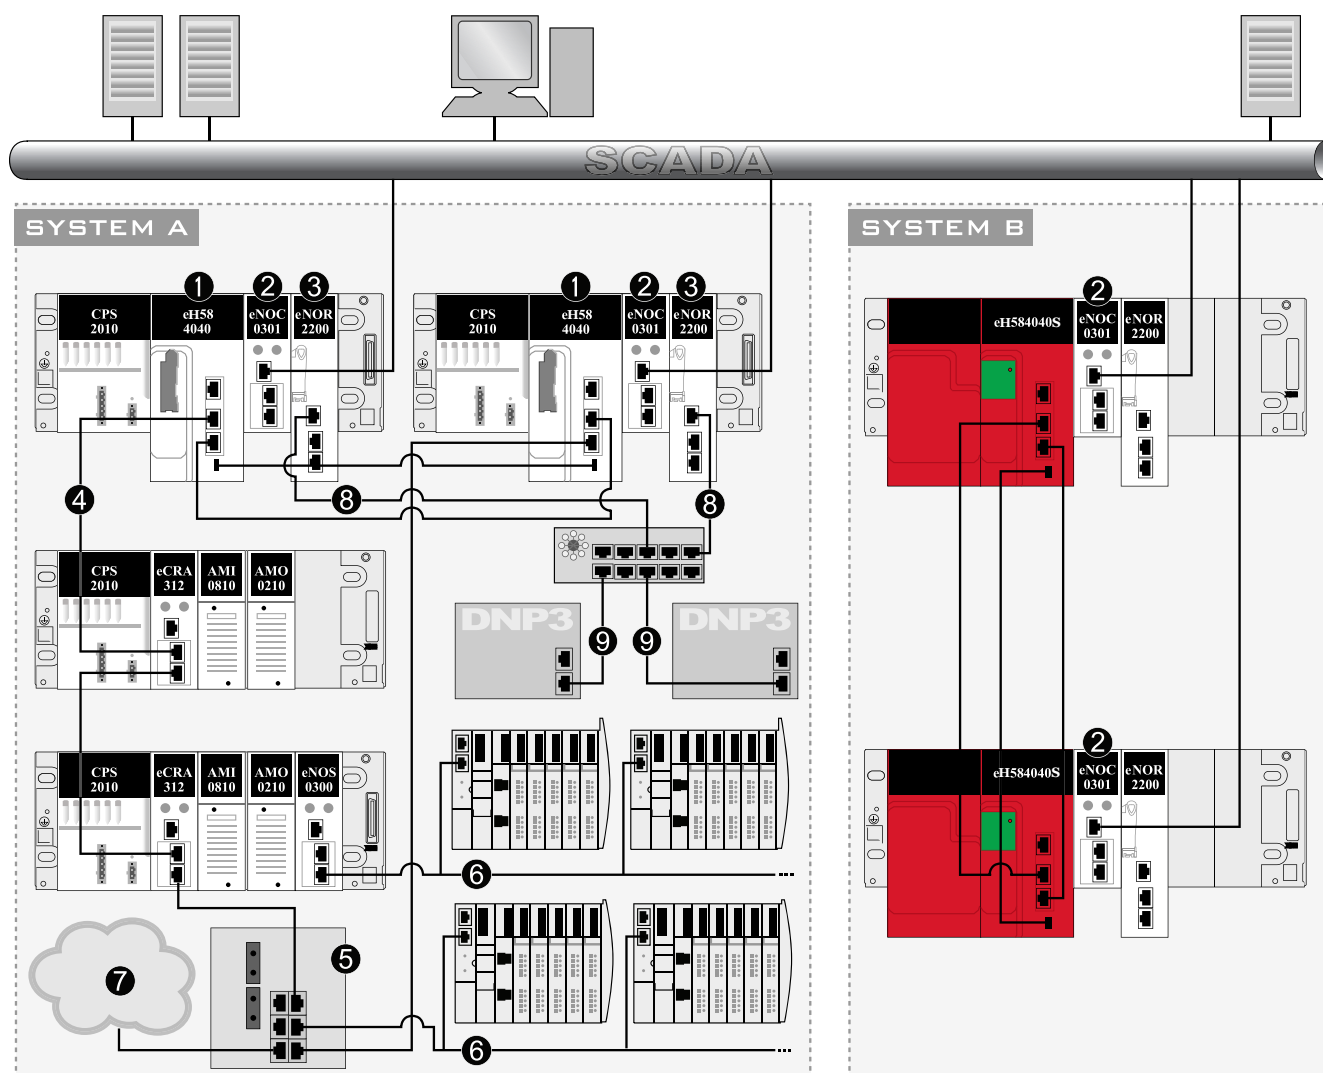 SCADA
SYSTEM A
SYSTEM B
1
2
3
1
2
3
2
CPS
2010
eH58
4040
eNOC
0301
eNOR
2200
CPS
2010
eH58
4040
eNOC
0301
eNOR
2200
eH584040S
eNOC
0301
eNOR
2200
4
8
8
CPS
2010
eCRA
312
AMI
0810
AMO
0210
DNP3
DNP3
9
9
CPS
2010
eCRA
312
AMI
0810
AMO
0210
eNOS
0300
2
eH584040S
eNOC
0301
eNOR
2200
6
5
7
6